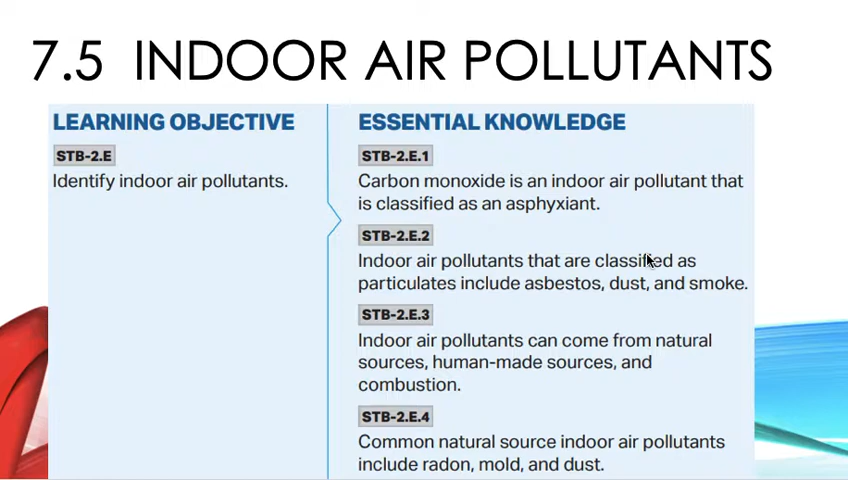 7.5 INDOOR AIR POLLUTANTS
LEARNING OBJECTIVE
STB-2.E
Identify indoor air pollutants.
ESSENTIAL KNOWLEDGE
STB-2.E.1
Carbon monoxide is an indoor air pollutant that
is classified as an asphyxiant.
STB-2.E.2
Indoor air pollutants that are classified as
particulates include asbestos, dust, and smoke.
STB-2.E.3
Indoor air pollutants can come from natural
sources, human-made sources, and
combustion.
STB-2.E.4
Common natural source indoor air pollutants
include radon, mold, and dust.